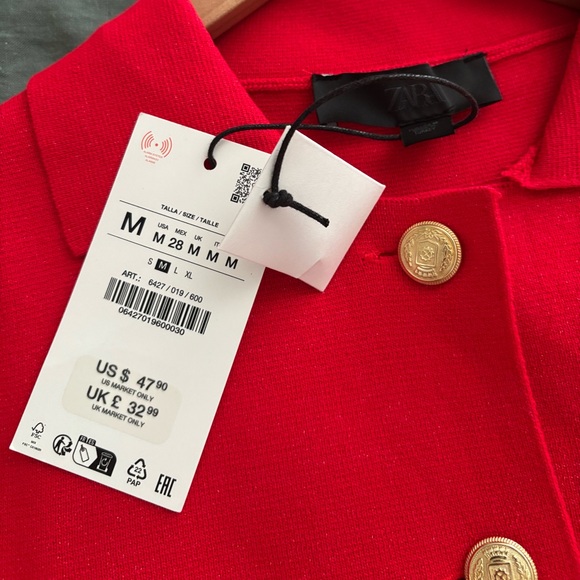 ZARA
TALLA / SIZE / TAILLE
USA MEX UK IT
M M 28 M M M
S M L XL
ART.: 6427 / 019 / 600
06427019600030
US $ 47.90
US MARKET ONLY
UK £ 32.99
UK MARKET ONLY
FSC
22
PAP
EAC